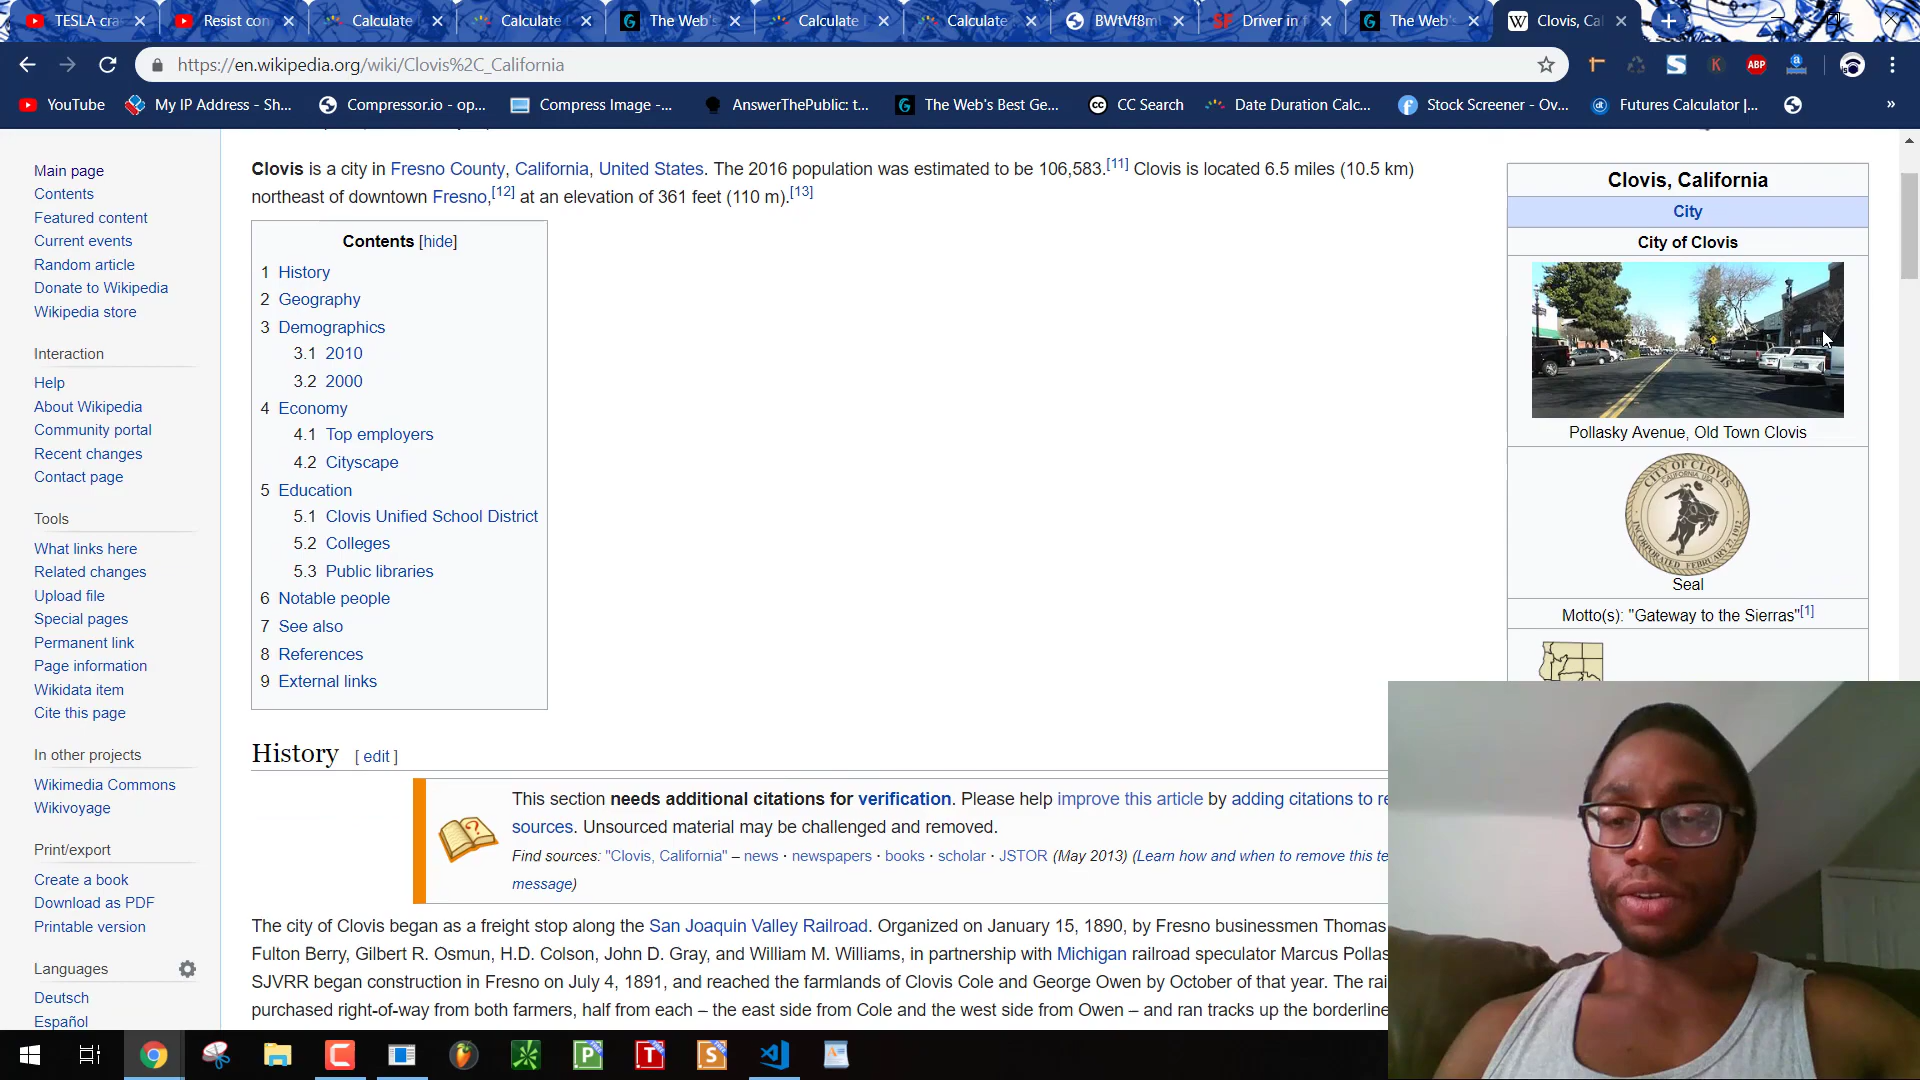 TESLA cra
Resist con
Calculate
Calculate
The Web's
Calculate
Calculate
BWtVf8m
Driver in f
The Web'
Clovis, Cal
https://en.wikipedia.org/wiki/Clovis%2C_California
YouTube
My IP Address - Sh...
Compressor.io - op...
Compress Image -...
AnswerThePublic: t...
The Web's Best Ge...
CC Search
Date Duration Calc...
Stock Screener - Ov...
Futures Calculator |...
Main page
Contents
Featured content
Current events
Random article
Donate to Wikipedia
Wikipedia store
Interaction
Help
About Wikipedia
Community portal
Recent changes
Contact page
Tools
What links here
Related changes
Upload file
Special pages
Permanent link
Page information
Wikidata item
Cite this page
In other projects
Wikimedia Commons
Wikivoyage
Print/export
Create a book
Download as PDF
Printable version
Languages
Deutsch
Español
Clovis is a city in Fresno County, California, United States. The 2016 population was estimated to be 106,583.[11] Clovis is located 6.5 miles (10.5 km)
northeast of downtown Fresno,[12] at an elevation of 361 feet (110 m).[13]
Contents [hide]
1 History
2 Geography
3 Demographics
3.1 2010
3.2 2000
4 Economy
4.1 Top employers
4.2 Cityscape
5 Education
5.1 Clovis Unified School District
5.2 Colleges
5.3 Public libraries
6 Notable people
7 See also
8 References
9 External links
History [ edit ]
This section needs additional citations for verification. Please help improve this article by adding citations to re
sources. Unsourced material may be challenged and removed.
Find sources: "Clovis, California" – news · newspapers · books · scholar · JSTOR (May 2013) (Learn how and when to remove this te
message)
The city of Clovis began as a freight stop along the San Joaquin Valley Railroad. Organized on January 15, 1890, by Fresno businessmen Thomas
Fulton Berry, Gilbert R. Osmun, H.D. Colson, John D. Gray, and William M. Williams, in partnership with Michigan railroad speculator Marcus Pollas
SJVRR began construction in Fresno on July 4, 1891, and reached the farmlands of Clovis Cole and George Owen by October of that year. The rai
purchased right-of-way from both farmers, half from each – the east side from Cole and the west side from Owen – and ran tracks up the borderline
Clovis, California
City
City of Clovis
Pollasky Avenue, Old Town Clovis
CITY OF CLOVIS
CALIFORNIA, USA
INCORPORATED FEBRUARY 27, 1912
Seal
Motto(s): "Gateway to the Sierras"[1]